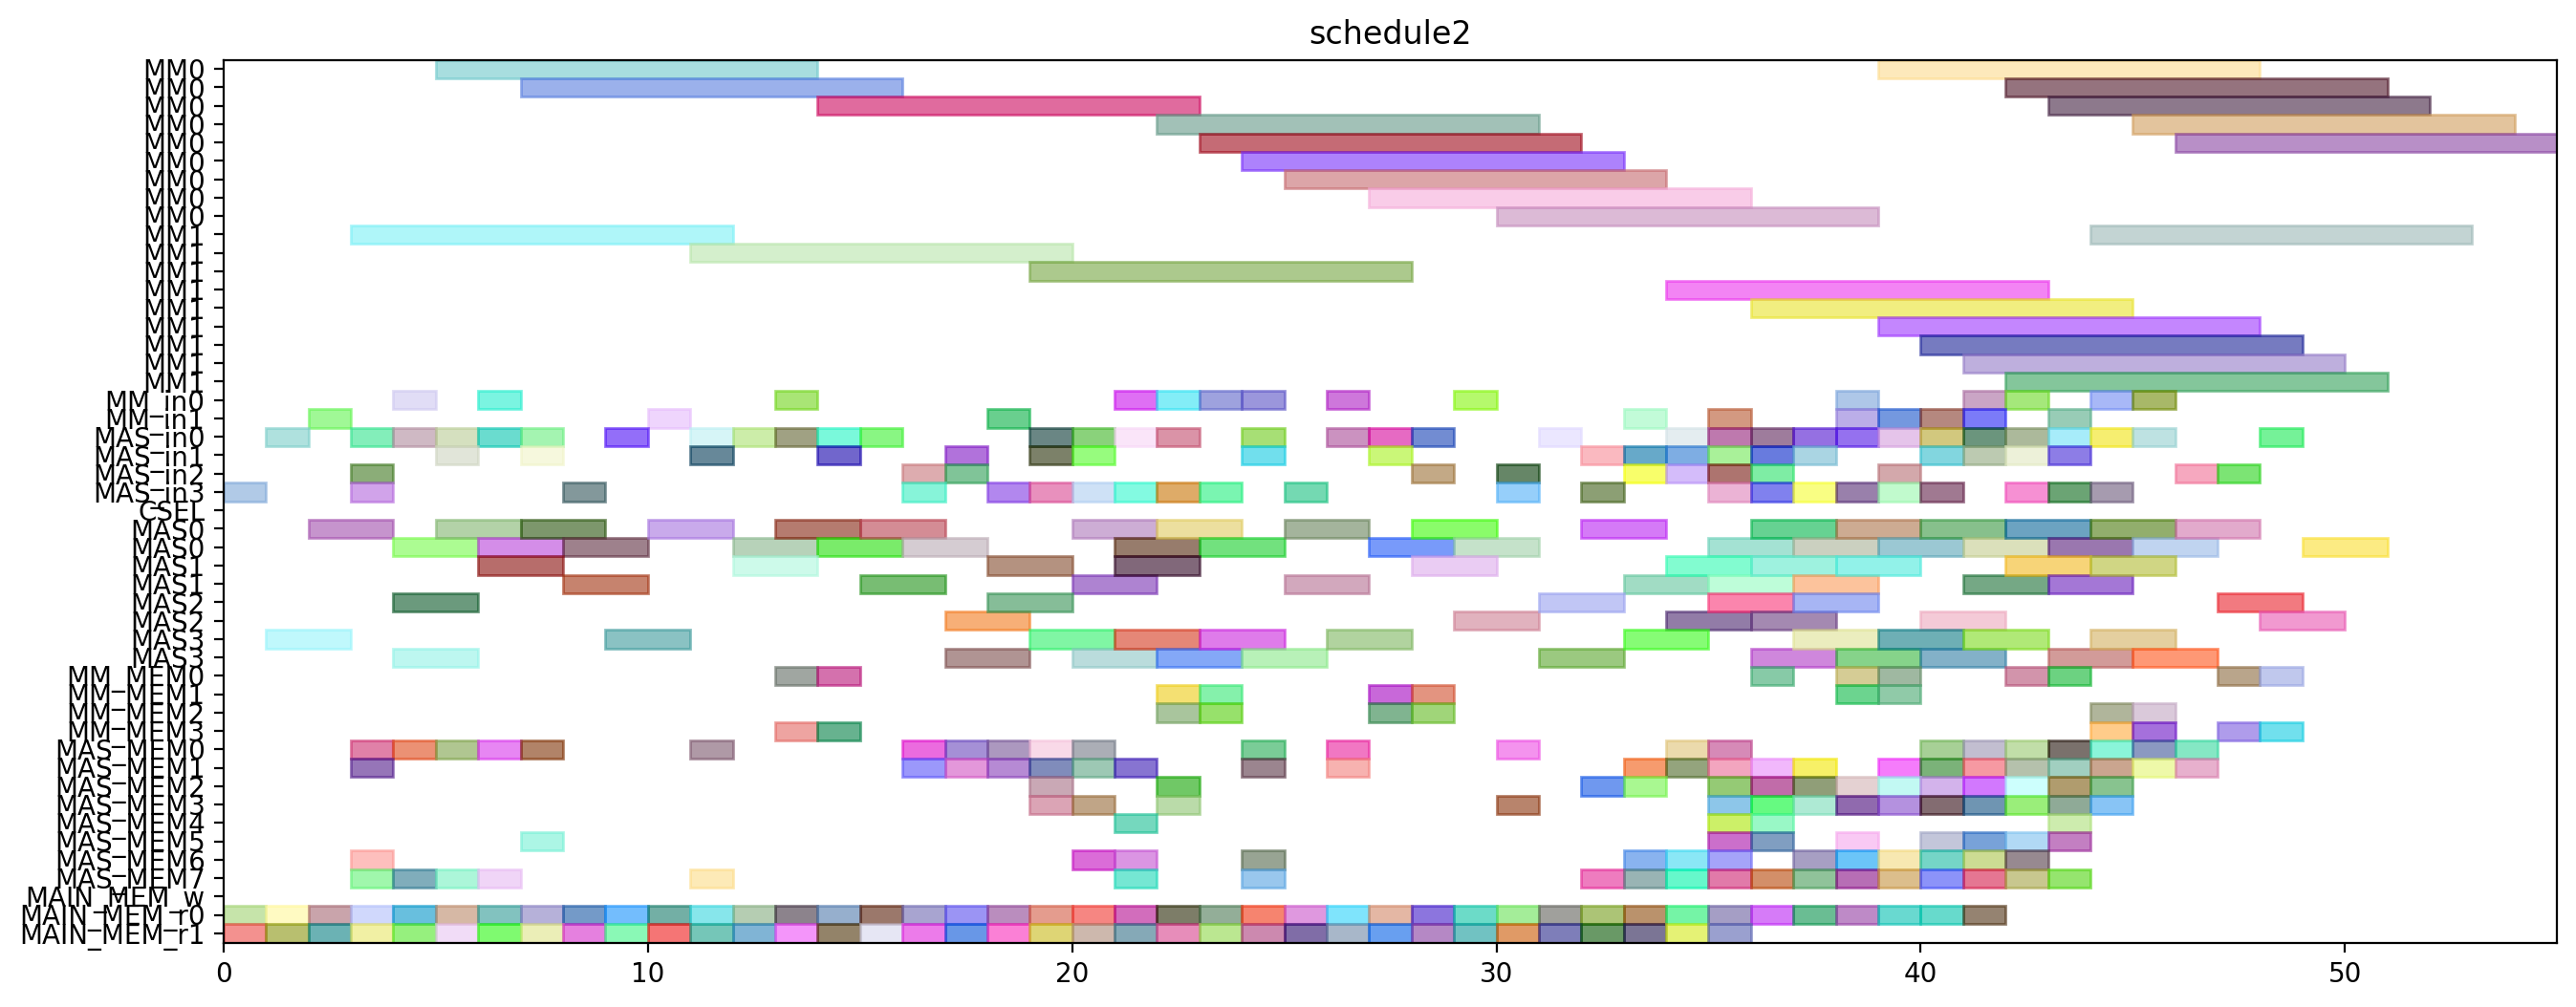 schedule2
MM0
MM0
MM0
MM0
MM0
MM0
MM0
MM0
MM0
MM1
MM1
MM1
MM1
MM1
MM1
MM1
MM1
MM1
MM_in0
MM_in1
MAS_in0
MAS_in1
MAS_in2
MAS_in3
CSEL
MAS0
MAS0
MAS1
MAS1
MAS2
MAS2
MAS3
MAS3
MM_MEM0
MM_MEM1
MM_MEM2
MM_MEM3
MAS_MEM0
MAS_MEM1
MAS_MEM2
MAS_MEM3
MAS_MEM4
MAS_MEM5
MAS_MEM6
MAS_MEM7
MAIN_MEM_w
MAIN_MEM_r0
MAIN_MEM_r1
0 10 20 30 40 50